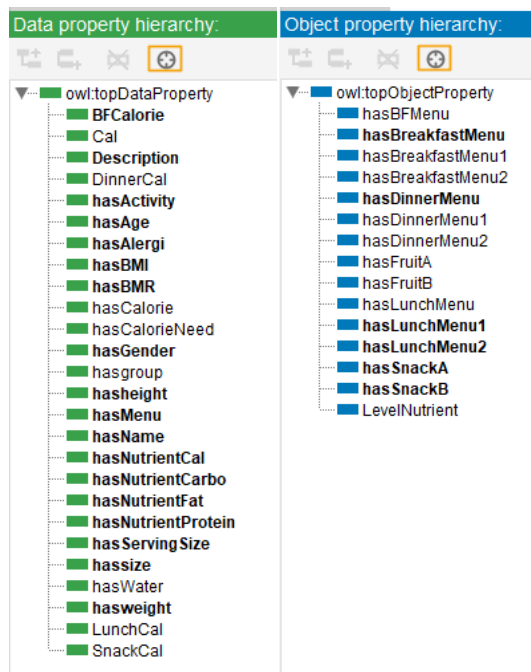 Data property hierarchy:
owl:topDataProperty
BFCalorie
Cal
Description
DinnerCal
hasActivity
hasAge
hasAlergi
hasBMI
hasBMR
hasCalorie
hasCalorieNeed
hasGender
hasgroup
hasheight
hasMenu
hasName
hasNutrientCal
hasNutrientCarbo
hasNutrientFat
hasNutrientProtein
hasServingSize
hassize
hasWater
hasweight
LunchCal
SnackCal
Object property hierarchy:
owl:topObjectProperty
hasBFMenu
hasBreakfastMenu
hasBreakfastMenu1
hasBreakfastMenu2
hasDinnerMenu
hasDinnerMenu1
hasDinnerMenu2
hasFruitA
hasFruitB
hasLunchMenu
hasLunchMenu1
hasLunchMenu2
hasSnackA
hasSnackB
LevelNutrient